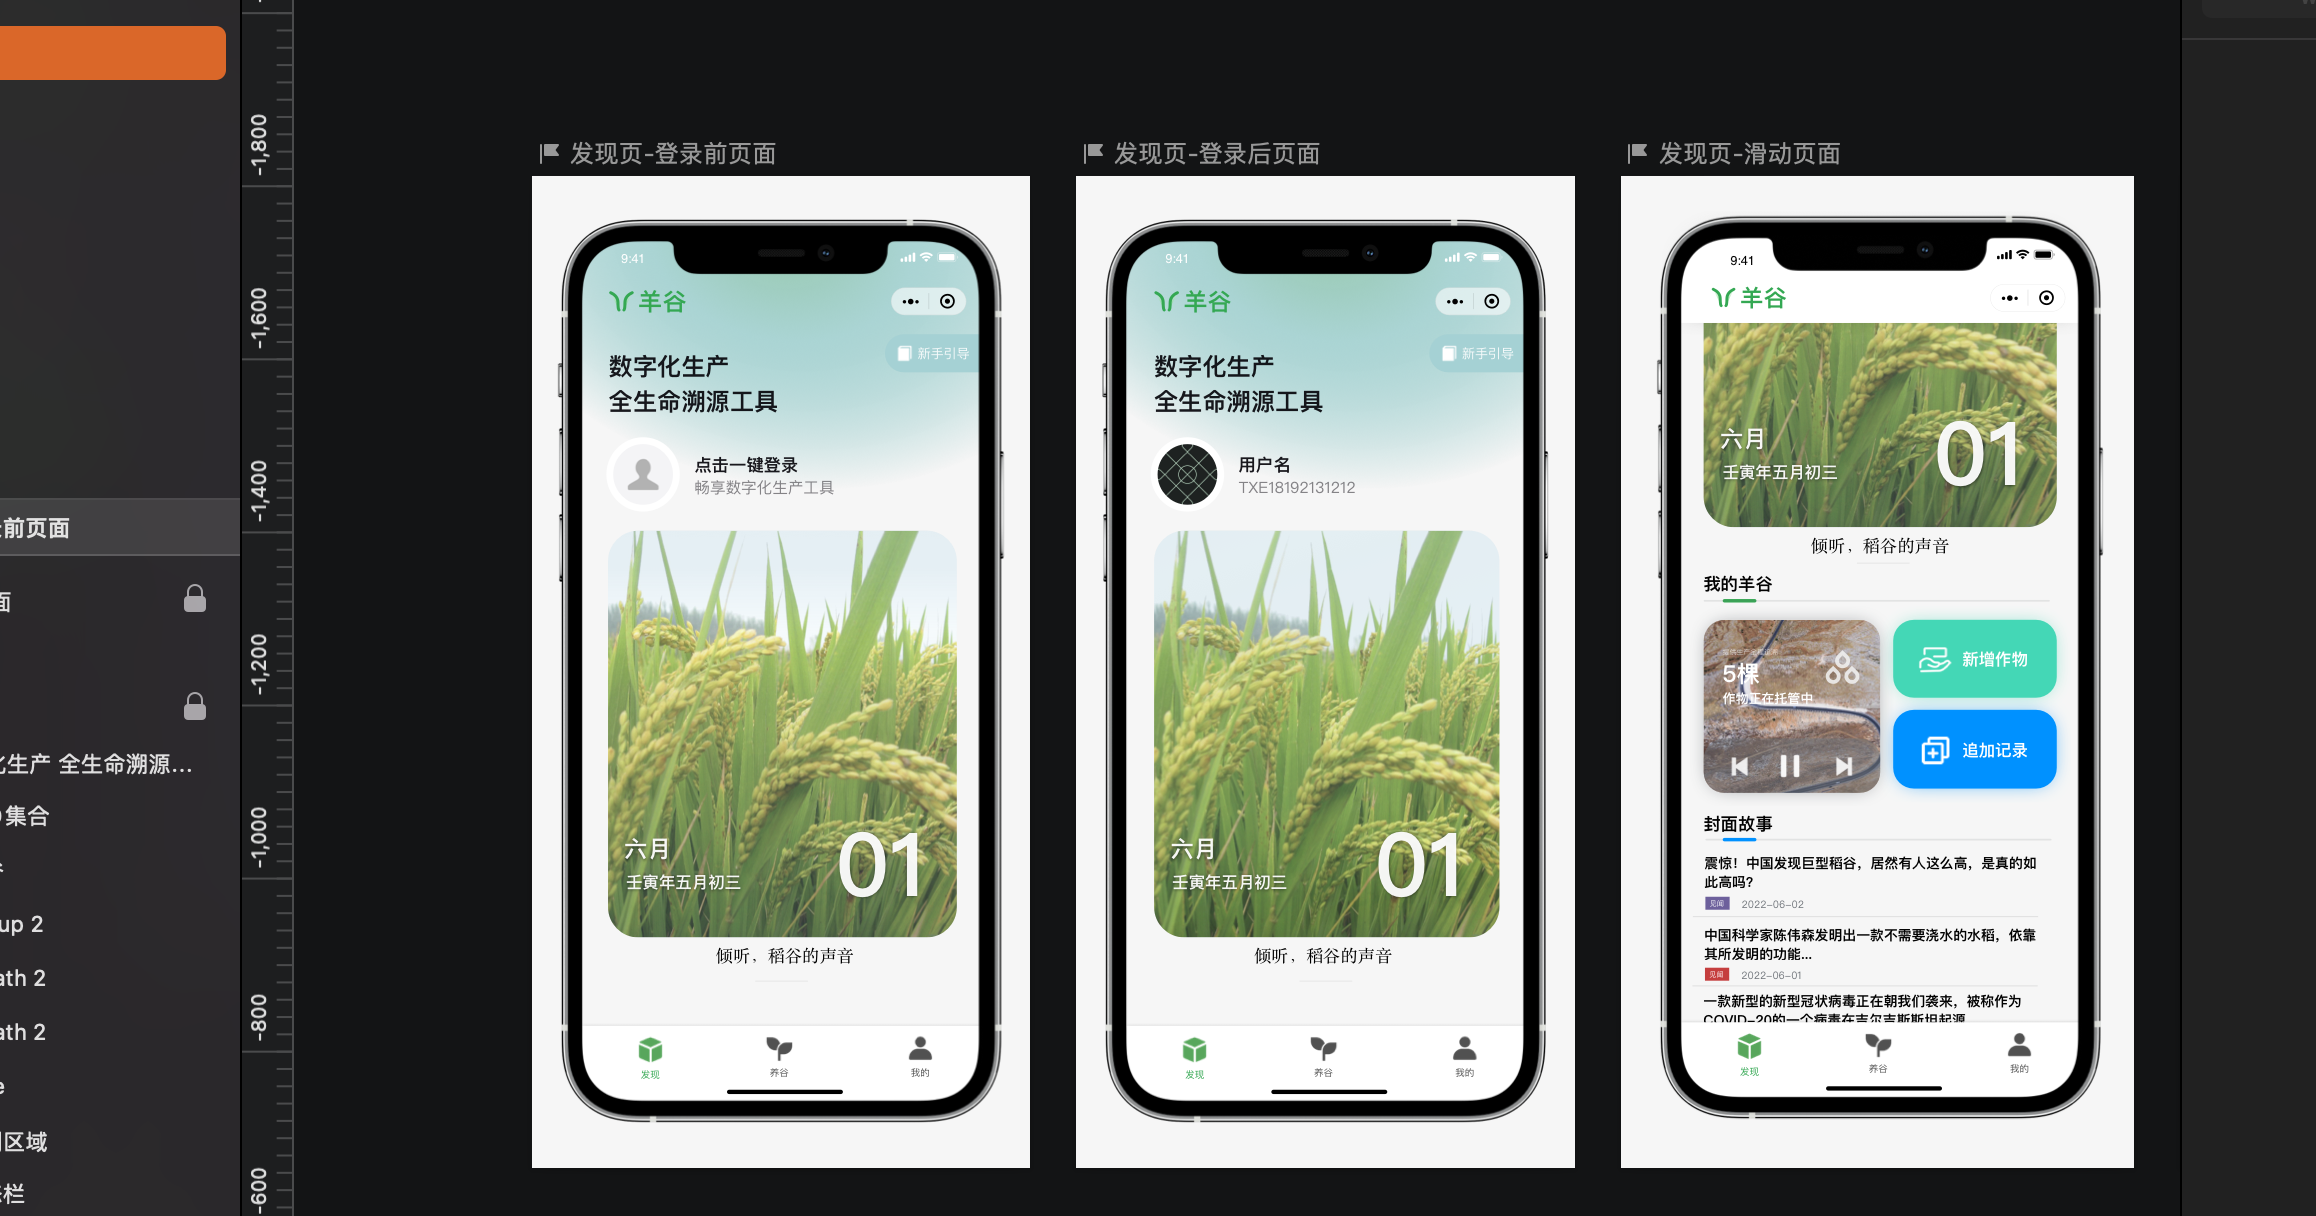 -1,800
-1,600
-1,400
-1,200
-1,000
-800
-600
前页面
面
生产 全生命溯源...
集合
up 2
ath 2
ath 2
e
区域
栏
发现页-登录前页面
9:41
羊谷
新手引导
数字化生产
全生命溯源工具
点击一键登录
畅享数字化生产工具
六月
壬寅年五月初三
01
倾听，稻谷的声音
发现
养谷
我的
发现页-登录后页面
9:41
羊谷
新手引导
数字化生产
全生命溯源工具
用户名
TXE18192131212
六月
壬寅年五月初三
01
倾听，稻谷的声音
发现
养谷
我的
发现页-滑动页面
9:41
羊谷
六月
壬寅年五月初三
01
倾听，稻谷的声音
我的羊谷
5棵
作物正在托管中
新增作物
追加记录
封面故事
震惊！中国发现巨型稻谷，居然有人这么高，是真的如
此高吗?
见闻
2022-06-02
中国科学家陈伟森发明出一款不需要浇水的水稻，依靠
其所发明的功能...
见闻
2022-06-01
一款新型的新型冠状病毒正在朝我们袭来，被称作为
COVID-20的一个病毒在吉尔吉斯斯坦起源
发现
养谷
我的